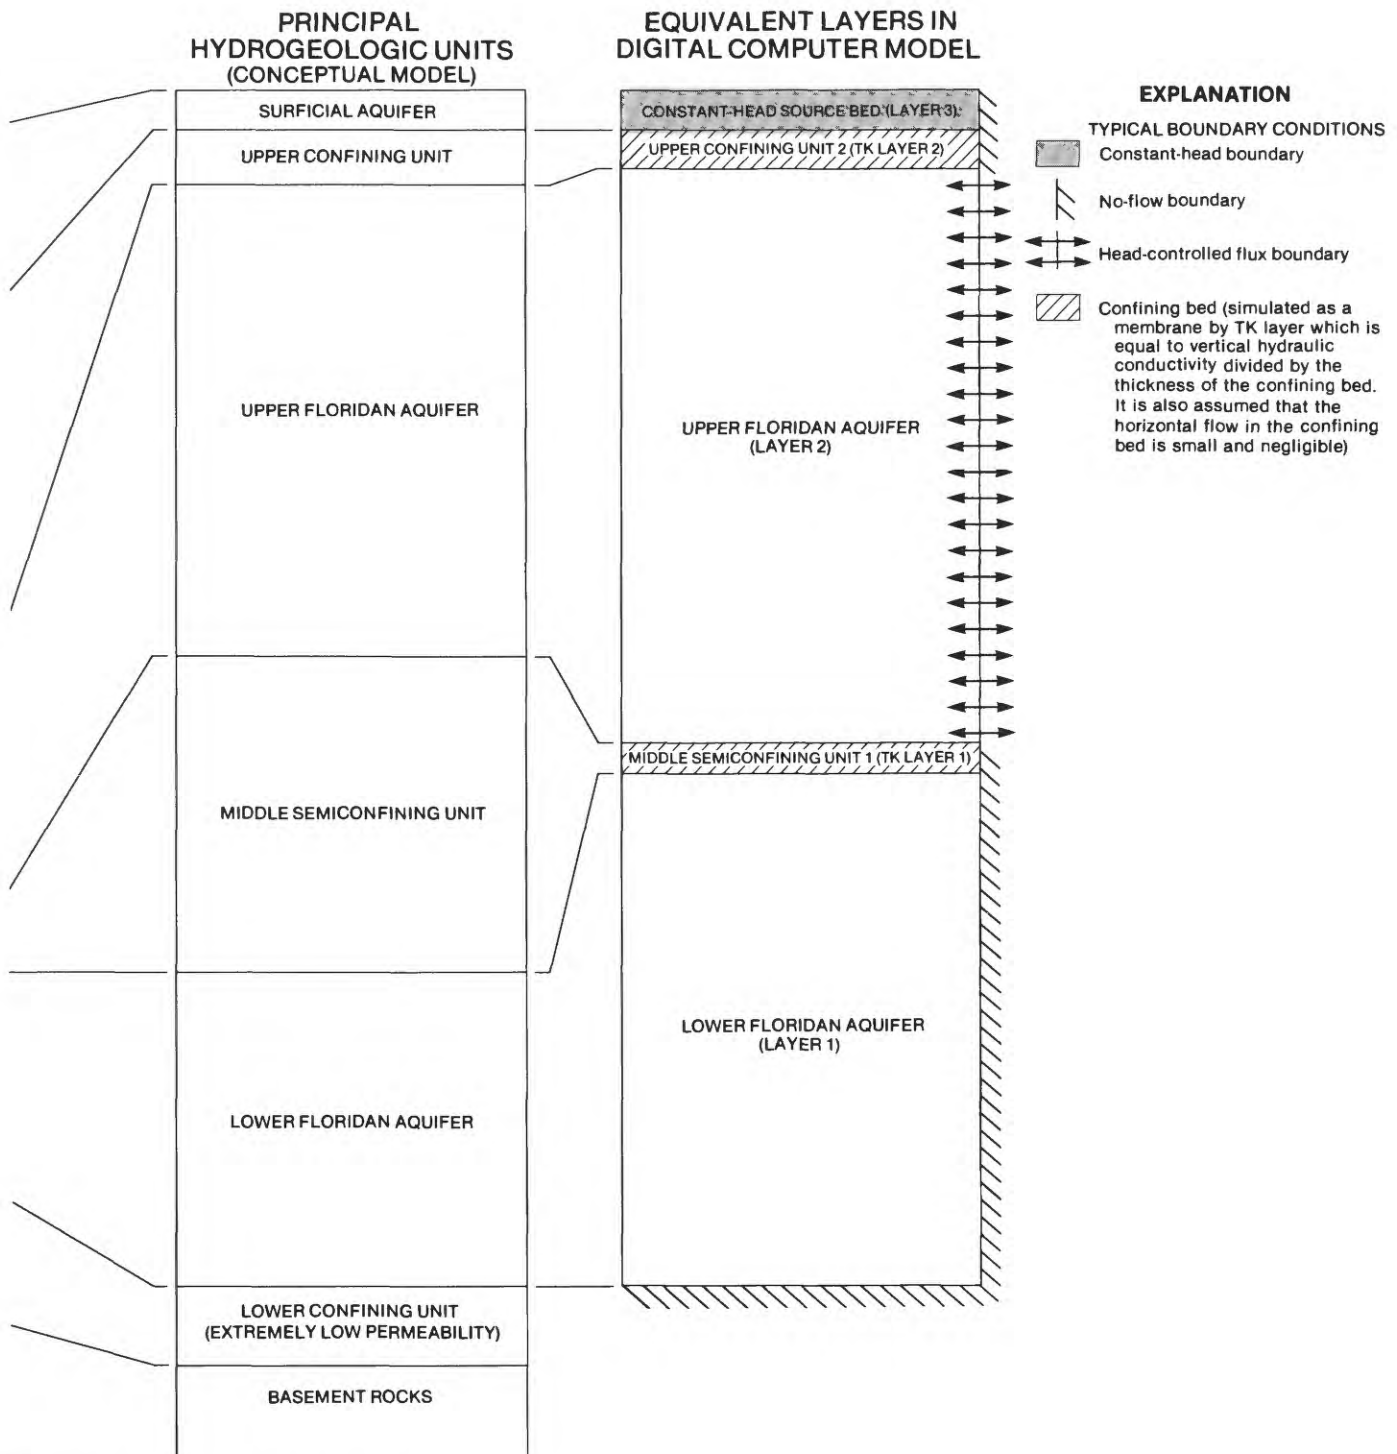 PRINCIPAL
HYDROGEOLOGIC UNITS
(CONCEPTUAL MODEL)
SURFICIAL AQUIFER
UPPER CONFINING UNIT
UPPER FLORIDAN AQUIFER
MIDDLE SEMICONFINING UNIT
LOWER FLORIDAN AQUIFER
LOWER CONFINING UNIT
(EXTREMELY LOW PERMEABILITY)
BASEMENT ROCKS
EQUIVALENT LAYERS IN
DIGITAL COMPUTER MODEL
CONSTANT-HEAD SOURCE BED (LAYER 3)
UPPER CONFINING UNIT 2 (TK LAYER 2)
UPPER FLORIDAN AQUIFER
(LAYER 2)
MIDDLE SEMICONFINING UNIT 1 (TK LAYER 1)
LOWER FLORIDAN AQUIFER
(LAYER 1)
EXPLANATION
TYPICAL BOUNDARY CONDITIONS
Constant-head boundary
No-flow boundary
Head-controlled flux boundary
Confining bed (simulated as a
membrane by TK layer which is
equal to vertical hydraulic
conductivity divided by the
thickness of the confining bed.
It is also assumed that the
horizontal flow in the confining
bed is small and negligible)